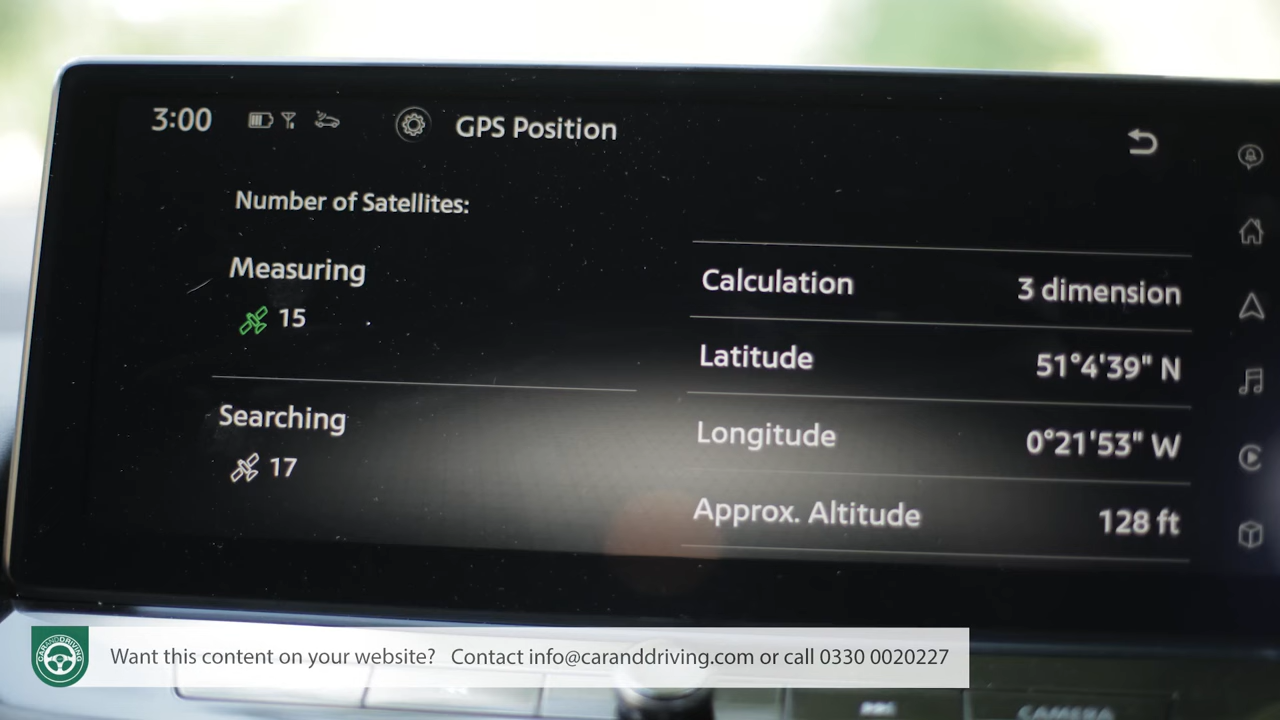 3:00
GPS Position
Number of Satellites:
Measuring
15
Searching
17
Calculation 3 dimension
Latitude 51°4'39" N
Longitude 0°21'53" W
Approx. Altitude 128 ft
CARANDDRIVING
Want this content on your website? Contact info@caranddriving.com or call 0330 0020227
CAMERA